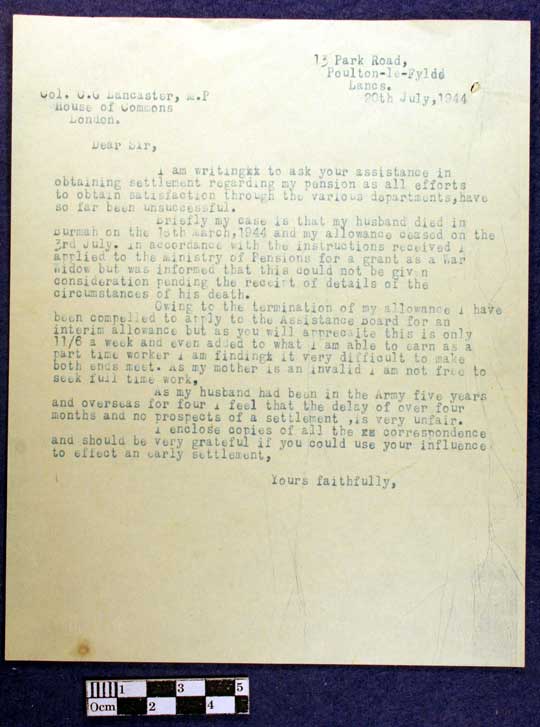 13 Park Road,
Poulton-le-Fylde
Lancs.
20th July,1944
Col. C.G Lancaster, M.P
House of Commons
London.
Dear Sir,
I am writingxx to ask your assistance in
obtaining settlement regarding my pension as all efforts
to obtain satisfaction through the various departments,have
so far been unsuccessful.
Briefly my case is that my husband died in
Burmah on the 18th March,1944 and my allowance ceased on the
3rd July. In accordance with the instructions received I
applied to the Ministry of Pensions for a grant as a War
Widow but was informed that this could not be given
consideration pending the receipt of details of the
circumstances of his death.
Owing to the termination of my allowance I have
been compelled to apply to the Assistance Board for an
interim allowance but as you will apprecaite this is only
11/6 a week and even added to what I am able to earn as a
part time worker I am findingx it very difficult to make
both ends meet. As my mother is an invalid I am not free to
seek full time work,
As my husband had been in the Army five years
and overseas for four I feel that the delay of over four
months and no prospects of a settlement ,is very unfair.
I enclose copies of all tbe xx correspondence
and should be very grateful if you could use your influence
to effect an early settlement,
Yours faithfully,
0cm 1 2 3 4 5